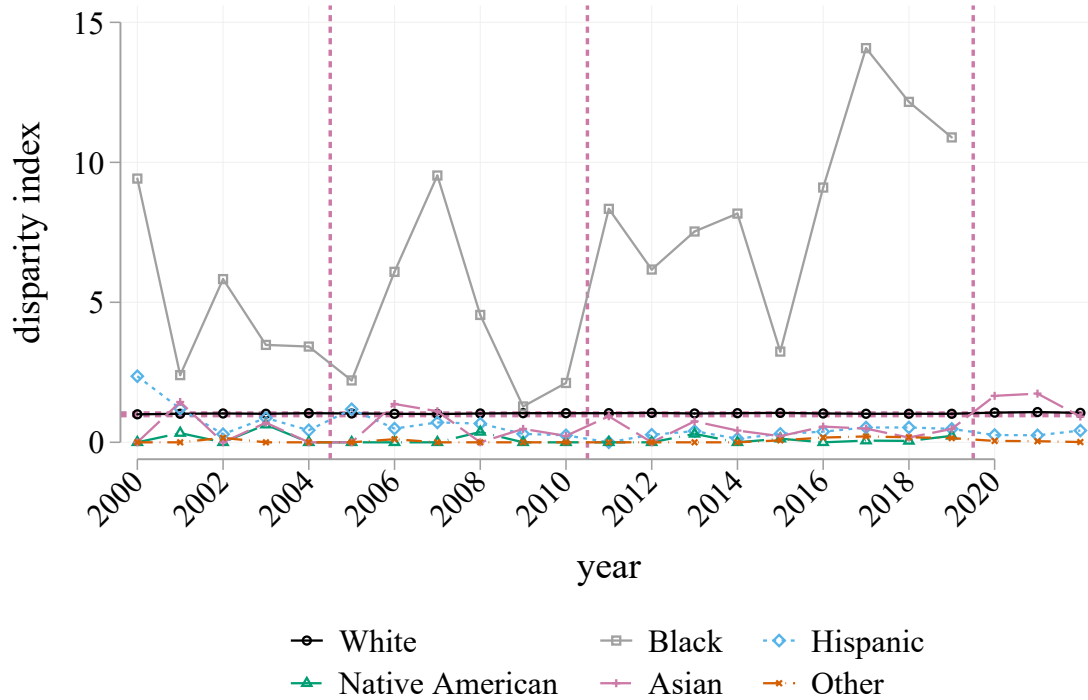 15
10
5
0
disparity index
2000 2002 2004 2006 2008 2010 2012 2014 2016 2018 2020
year
White Black Hispanic
Native American Asian Other